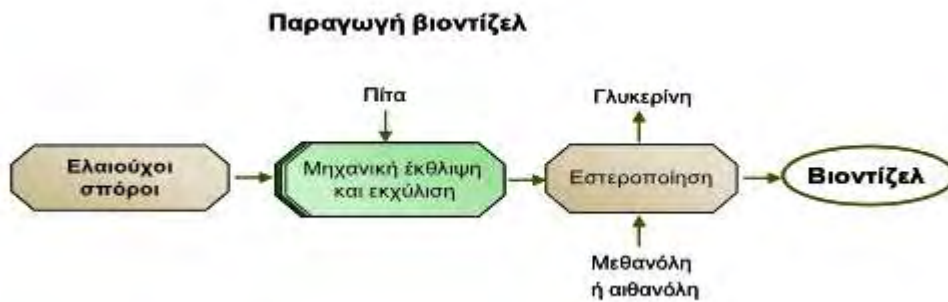 Παραγωγή βιοντίζελ
Πίτα
Γλυκερίνη
Ελαιούχοι
σπόροι
Μηχανική έκθλιψη
και εκχύλιση
Εστεροποίηση
Βιοντίζελ
Μεθανόλη
ή αιθανόλη